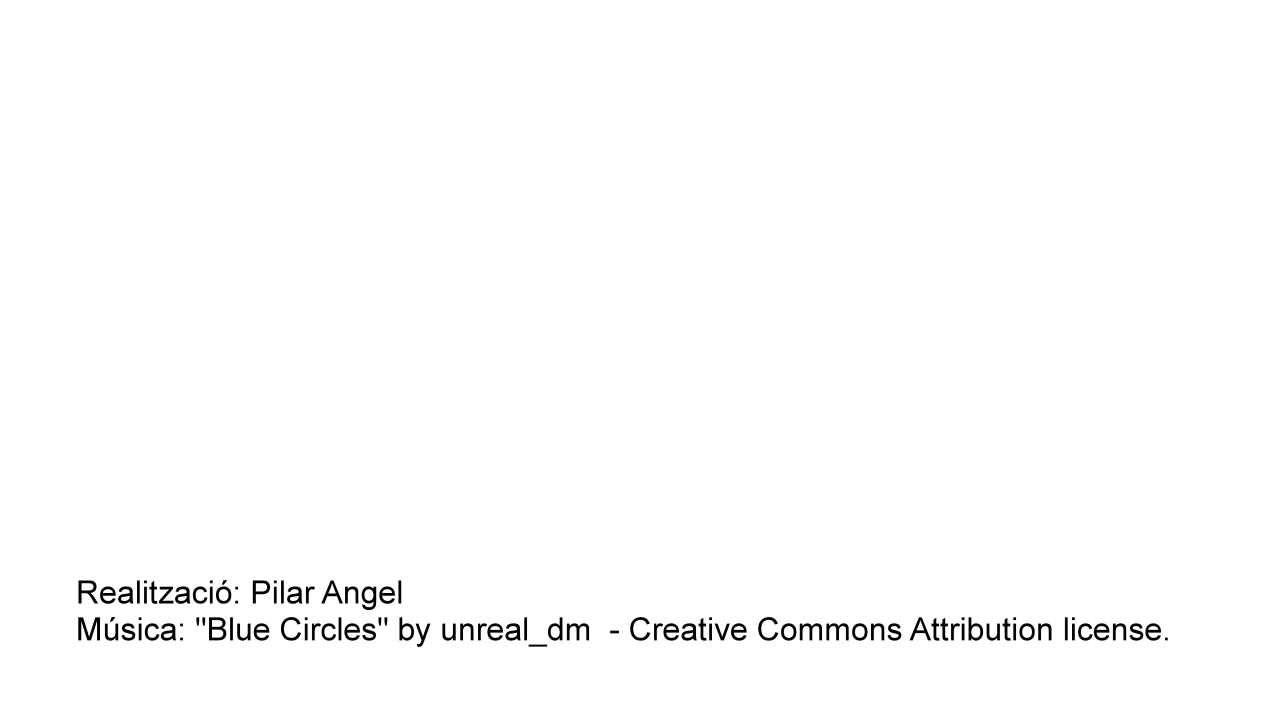 Realització: Pilar Angel
Música: "Blue Circles" by unreal_dm  - Creative Commons Attribution license.